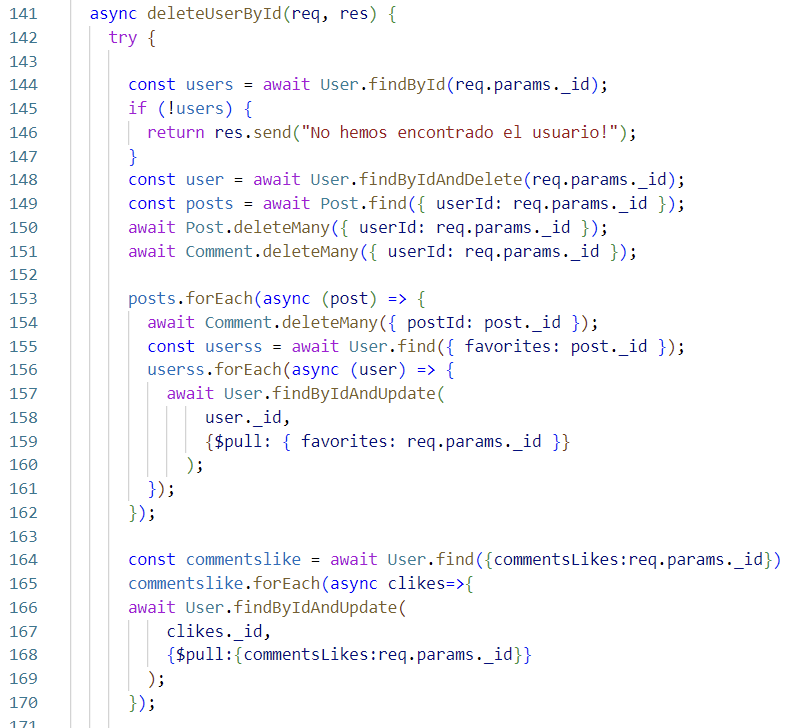 141 async deleteUserById(req, res) {
142 try {
143
144 const users = await User.findById(req.params._id);
145 if (!users) {
146 return res.send("No hemos encontrado el usuario!");
147 }
148 const user = await User.findByIdAndDelete(req.params._id);
149 const posts = await Post.find({ userId: req.params._id });
150 await Post.deleteMany({ userId: req.params._id });
151 await Comment.deleteMany({ userId: req.params._id });
152
153 posts.forEach(async (post) => {
154 await Comment.deleteMany({ postId: post._id });
155 const userss = await User.find({ favorites: post._id });
156 userss.forEach(async (user) => {
157 await User.findByIdAndUpdate(
158 user._id,
159 {$pull: { favorites: req.params._id }}
160 );
161 });
162 });
163
164 const commentslike = await User.find({commentsLikes:req.params._id})
165 commentslike.forEach(async clikes=>{
166 await User.findByIdAndUpdate(
167 clikes._id,
168 {$pull:{commentsLikes:req.params._id}}
169 );
170 });
171